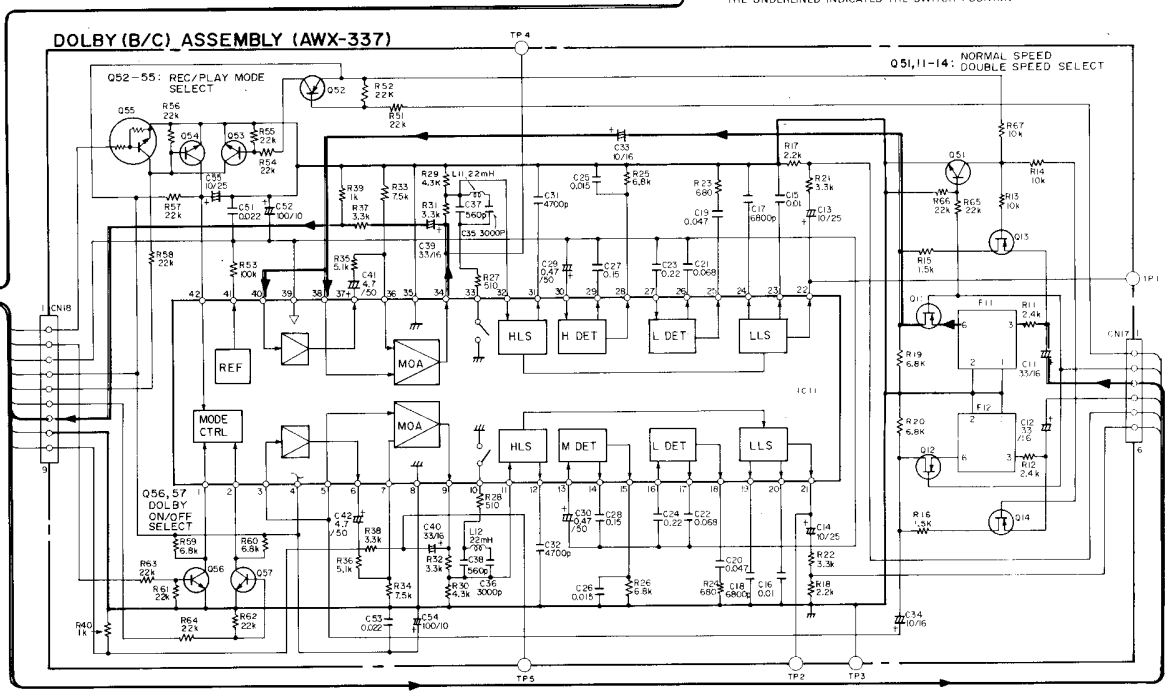 DOLBY (B/C) ASSEMBLY (AWX-337)
TP4
Q52-55: REC/PLAY MODE
SELECT
Q51,11-14: NORMAL SPEED
DOUBLE SPEED SELECT
Q55
R56
22k
Q54
Q53
R55
22k
R54
22k
Q52
R52
22K
R51
22k
C33
10/16
R17
2.2k
R67
10k
Q51
R14
10k
R13
10k
R66
22k
R65
22k
Q13
C55
10/25
R57
22k
C51
0.022
C52
100/10
R39
1k
R37
3.3k
R33
7.5k
R29
4.3k
L11 22mH
R31
3.3k
C37
560p
C35 3000P
C39
33/16
C31
4700p
C25
0.015
R25
6.8k
R23
680
C19
0.047
C17
6800p
C15
0.01
R21
3.3k
C13
10/25
R58
22k
R53
100k
R35
5.1k
C41
4.7
/50
R27
510
C29
0.47
/50
C27
0.15
C23
0.22
C21
0.068
R15
1.5k
TP1
42
41
40
39
38
37
36
35
34
33
32
31
30
29
28
27
26
25
24
23
22
F11
R11
2.4k
6
3
2
1
C11
33/16
CN17
1
1
CN18
REF
MOA
HLS
H DET
L DET
LLS
IC11
R19
6.8K
MODE
CTRL
MOA
HLS
M DET
L DET
LLS
R20
6.8K
F12
2
1
C12
33
/16
6
3
R12
2.4k
Q12
6
9
1
2
3
4
5
6
7
8
9
10
11
12
13
14
15
16
17
18
19
20
21
Q56,57
DOLBY
ON/OFF
SELECT
R59
6.8k
R60
6.8k
R63
22k
R61
22k
Q56
Q57
R64
22k
R62
22k
R40
1k
C42
4.7
/50
R38
3.3k
R36
5.1k
R34
7.5k
C53
0.022
C54
100/10
C40
33/16
R32
3.3k
R30
4.3k
R28
510
L12
22mH
C38
560p
C36
3000p
C32
4700p
C30
0.47
/50
C28
0.15
C26
0.015
R26
6.8k
C24
0.22
C22
0.068
C20
0.047
R24
680
C18
6800p
C16
0.01
C14
10/25
R22
3.3k
R18
2.2k
R16
1.5K
Q14
C34
10/16
TP5
TP2
TP3